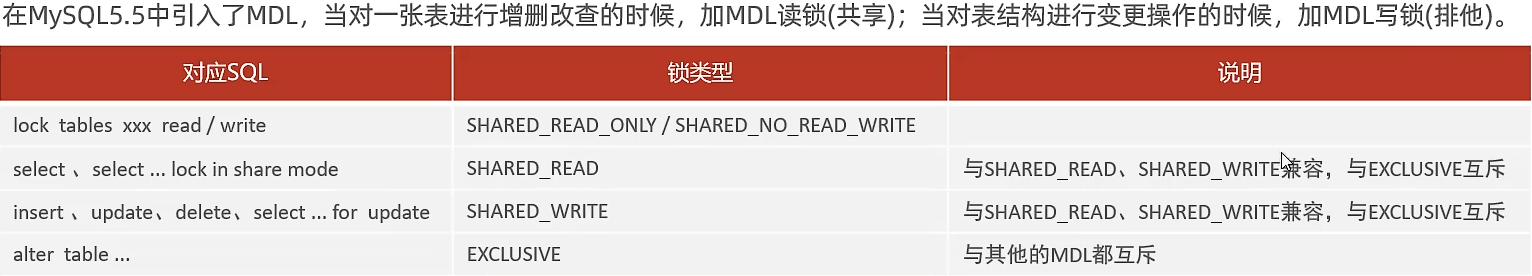 在MySQL5.5中引入了MDL，当对一张表进行增删改查的时候，加MDL读锁(共享)；当对表结构进行变更操作的时候，加MDL写锁(排他)。
对应SQL 锁类型 说明
lock tables xxx read / write SHARED_READ_ONLY / SHARED_NO_READ_WRITE
select 、select ... lock in share mode SHARED_READ 与SHARED_READ、SHARED_WRITE兼容，与EXCLUSIVE互斥
insert 、update、delete、select ... for update SHARED_WRITE 与SHARED_READ、SHARED_WRITE兼容，与EXCLUSIVE互斥
alter table ... EXCLUSIVE 与其他的MDL都互斥